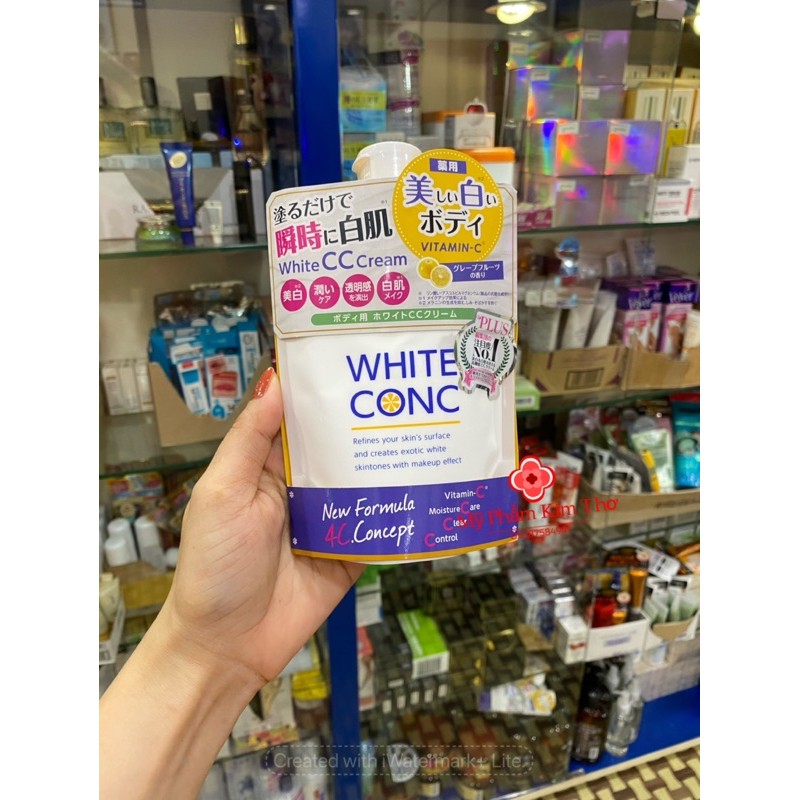 薬用
美しい白い
ボディ
VITAMIN-C
グレープフルーツ
の香り
塗るだけで
瞬時に白肌
White CC Cream
美白
潤い
ケア
透明感
を演出
白肌
メイク
ボディ用 ホワイトCCクリーム
PLUS
注目度
No.1
WHITE
CONC
Refines your skin's surface
and creates exotic white
skintones with makeup effect
New Formula
4C.Concept
Vitamin-C
Moisture Care
Control
Mỹ Phẩm Kim Thơ
Created with iWatermark+ Lite.